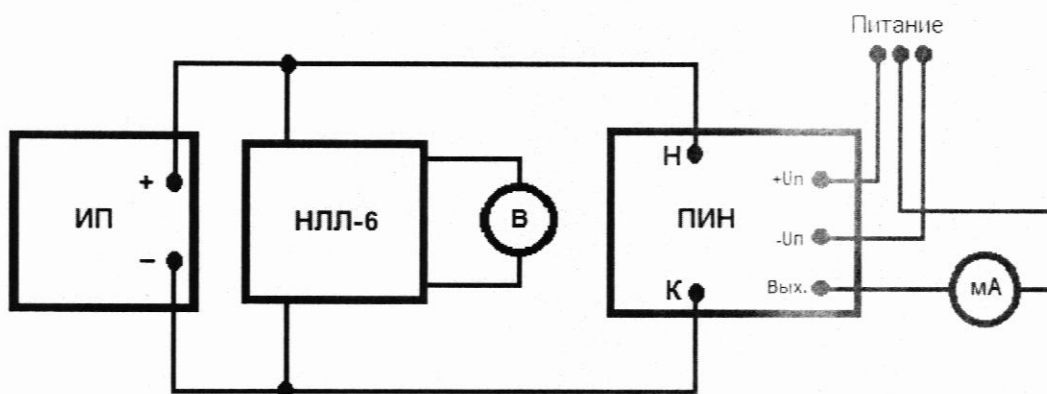 Питание
+
ИП
−
НЛЛ-6
В
Н
ПИН
К
+Uп
-Uп
Вых.
мА